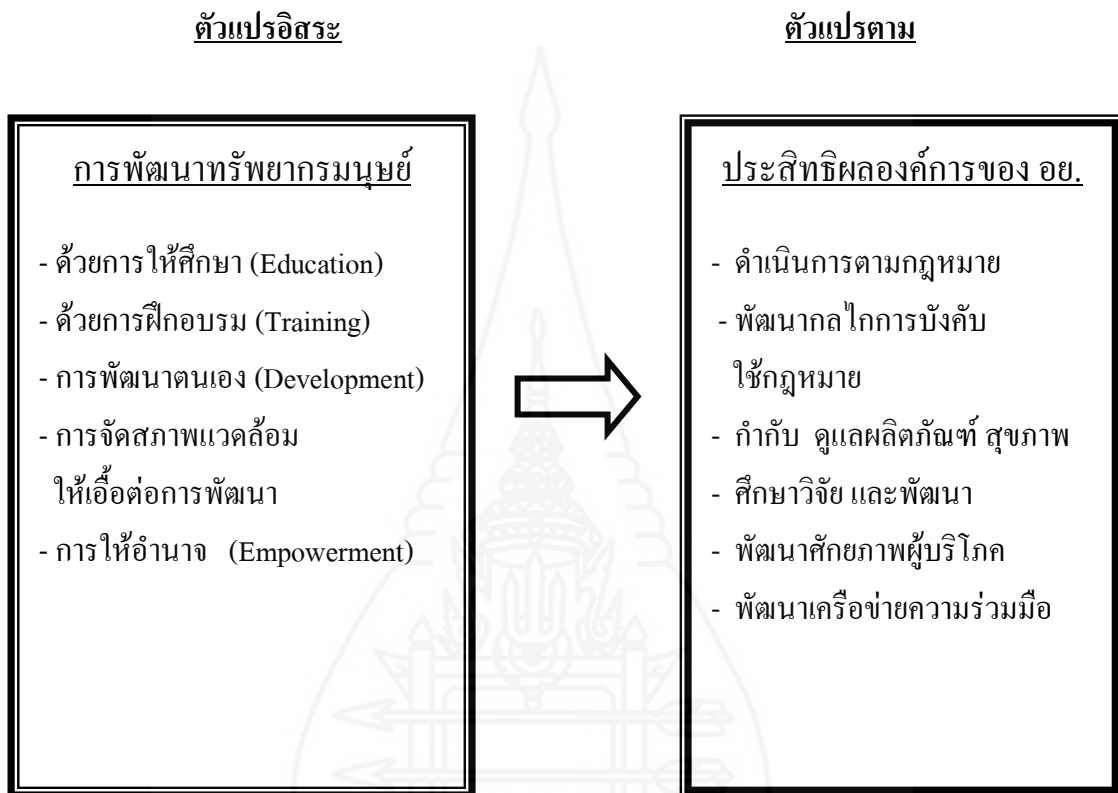 ตัวแปรอิสระ
ตัวแปรตาม
การพัฒนาทรัพยากรมนุษย์
- ด้วยการให้ศึกษา (Education)
- ด้วยการฝึกอบรม (Training)
- การพัฒนาตนเอง (Development)
- การจัดสภาพแวดล้อม
ให้เอื้อต่อการพัฒนา
- การให้อำนาจ (Empowerment)
ประสิทธิผลองค์การของ อย.
- ดำเนินการตามกฎหมาย
- พัฒนากลไกการบังคับ
ใช้กฎหมาย
- กำกับ ดูแลผลิตภัณฑ์ สุขภาพ
- ศึกษาวิจัย และพัฒนา
- พัฒนาศักยภาพผู้บริโภค
- พัฒนาเครือข่ายความร่วมมือ